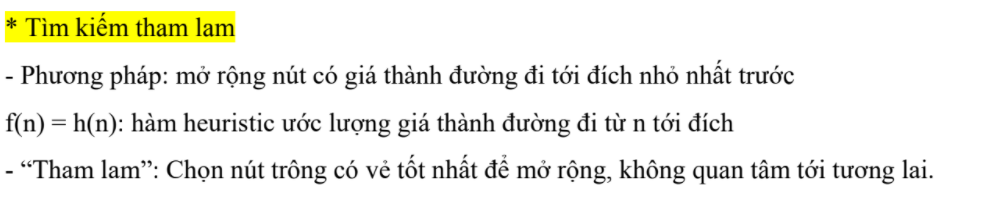 * Tìm kiếm tham lam
- Phương pháp: mở rộng nút có giá thành đường đi tới đích nhỏ nhất trước
f(n) = h(n): hàm heuristic ước lượng giá thành đường đi từ n tới đích
- “Tham lam”: Chọn nút trông có vẻ tốt nhất để mở rộng, không quan tâm tới tương lai.